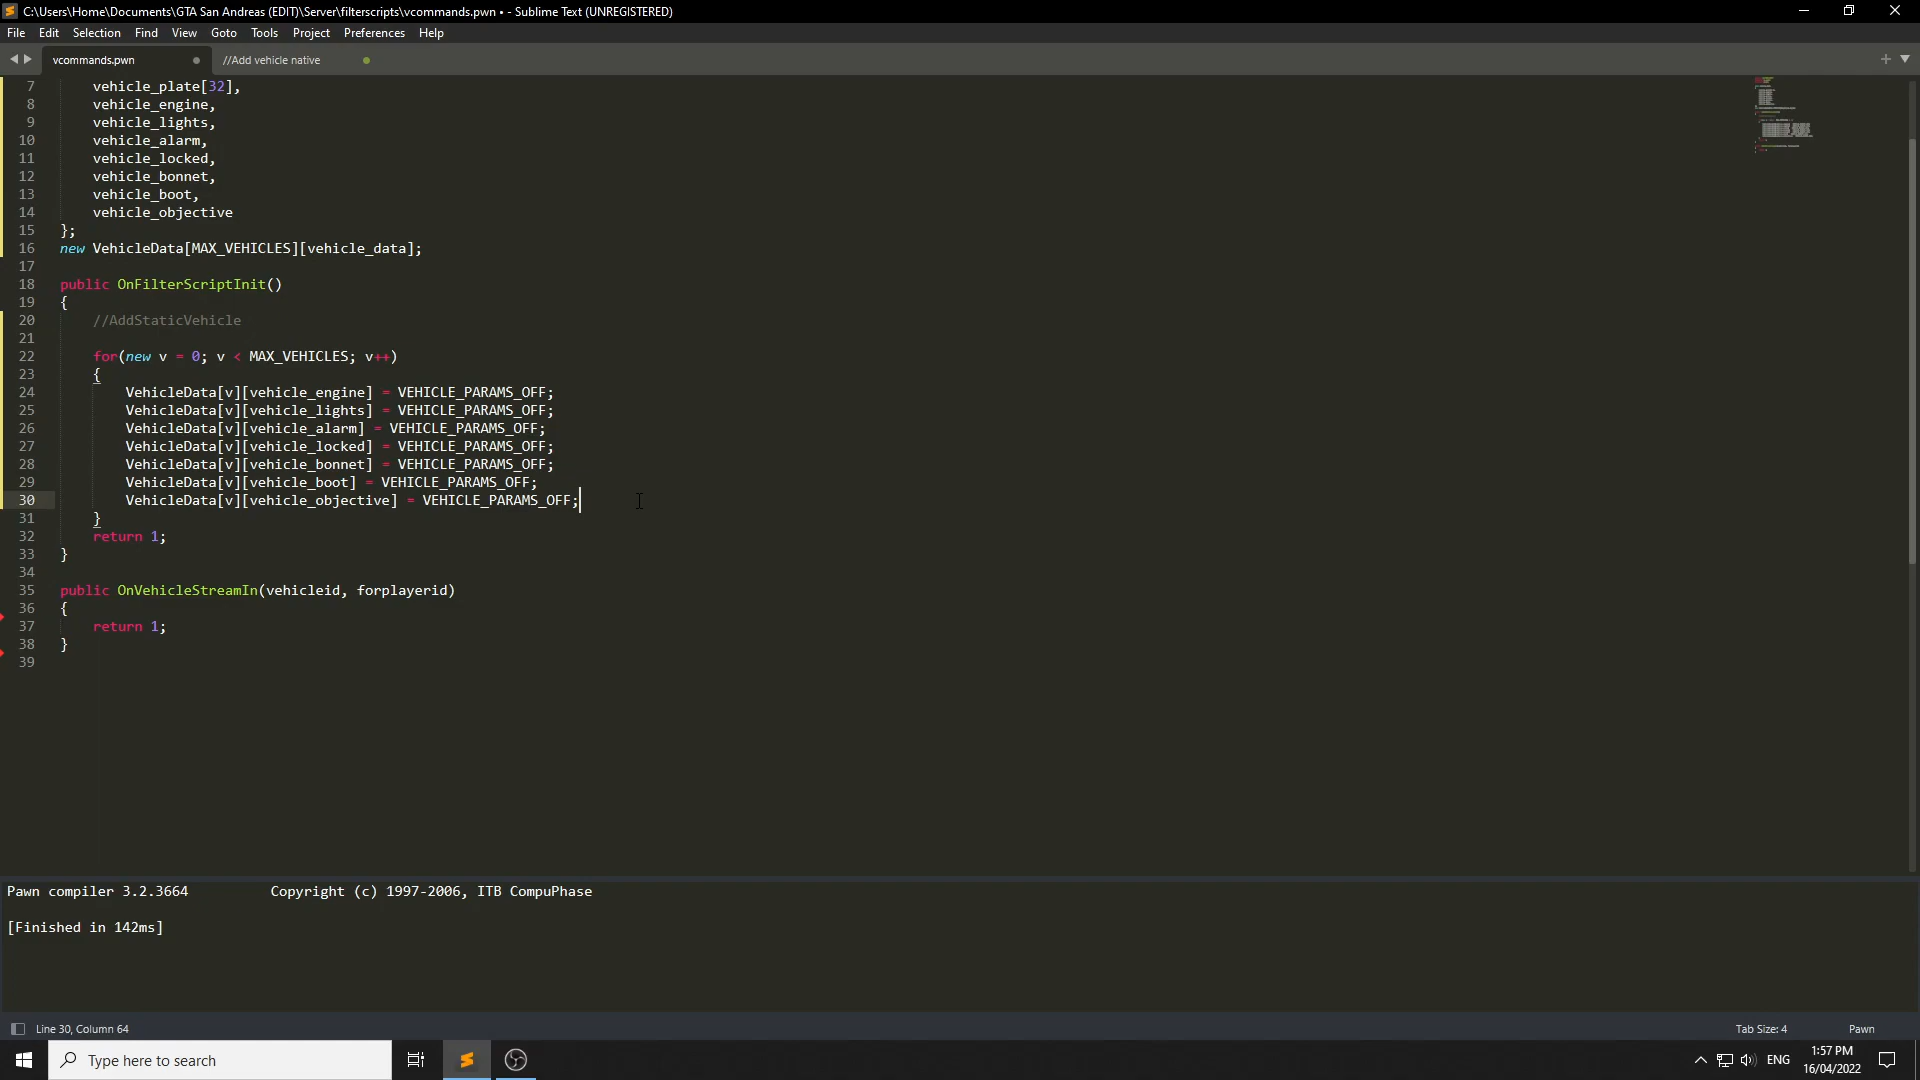 C:\Users\Home\Documents\GTA San Andreas (EDIT)\Server\filterscripts\vcommands.pwn • - Sublime Text (UNREGISTERED)
File Edit Selection Find View Goto Tools Project Preferences Help
vcommands.pwn //Add vehicle native
7 vehicle_plate[32],
8 vehicle_engine,
9 vehicle_lights,
10 vehicle_alarm,
11 vehicle_locked,
12 vehicle_bonnet,
13 vehicle_boot,
14 vehicle_objective
15 };
16 new VehicleData[MAX_VEHICLES][vehicle_data];
17
18 public OnFilterScriptInit()
19 {
20 //AddStaticVehicle
21
22 for(new v = 0; v < MAX_VEHICLES; v++)
23 {
24 VehicleData[v][vehicle_engine] = VEHICLE_PARAMS_OFF;
25 VehicleData[v][vehicle_lights] = VEHICLE_PARAMS_OFF;
26 VehicleData[v][vehicle_alarm] = VEHICLE_PARAMS_OFF;
27 VehicleData[v][vehicle_locked] = VEHICLE_PARAMS_OFF;
28 VehicleData[v][vehicle_bonnet] = VEHICLE_PARAMS_OFF;
29 VehicleData[v][vehicle_boot] = VEHICLE_PARAMS_OFF;
30 VehicleData[v][vehicle_objective] = VEHICLE_PARAMS_OFF;
31 }
32 return 1;
33 }
34
35 public OnVehicleStreamIn(vehicleid, forplayerid)
36 {
37 return 1;
38 }
39
Pawn compiler 3.2.3664 Copyright (c) 1997-2006, ITB CompuPhase
[Finished in 142ms]
Line 30, Column 64 Tab Size: 4 Pawn
Type here to search ENG 1:57 PM
16/04/2022